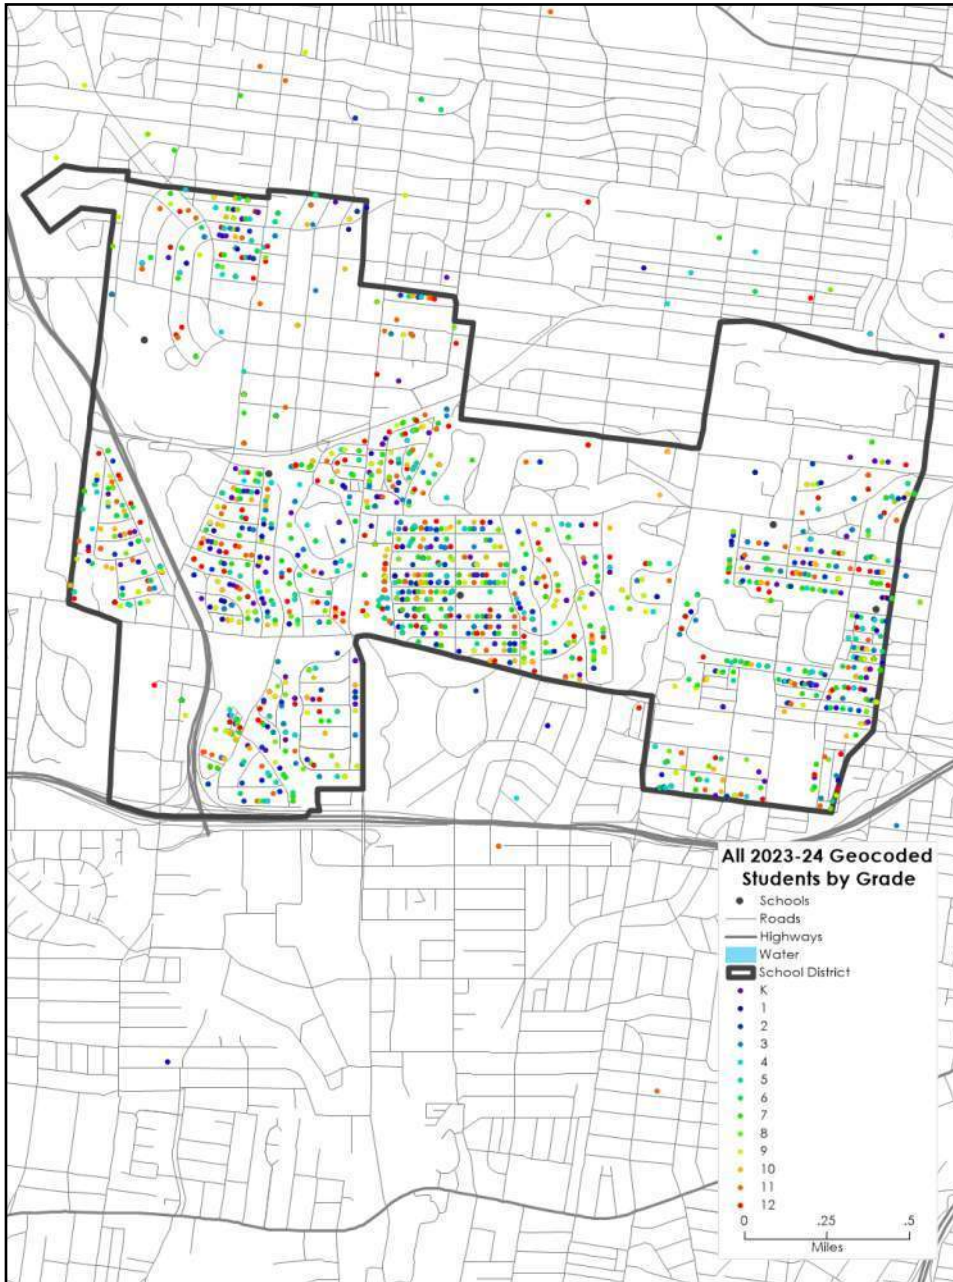 All 2023-24 Geocoded
Students by Grade
Schools
Roads
Highways
Water
School District
K
1
2
3
4
5
6
7
8
9
10
11
12
0 .25 .5
Miles